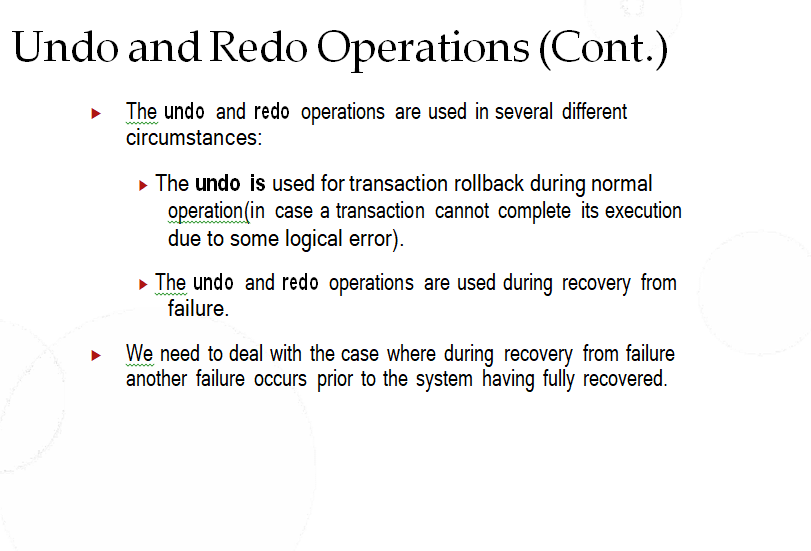 Undo and Redo Operations (Cont.)
The undo and redo operations are used in several different
circumstances:
The undo is used for transaction rollback during normal
operation(in case a transaction cannot complete its execution
due to some logical error).
The undo and redo operations are used during recovery from
failure.
We need to deal with the case where during recovery from failure
another failure occurs prior to the system having fully recovered.